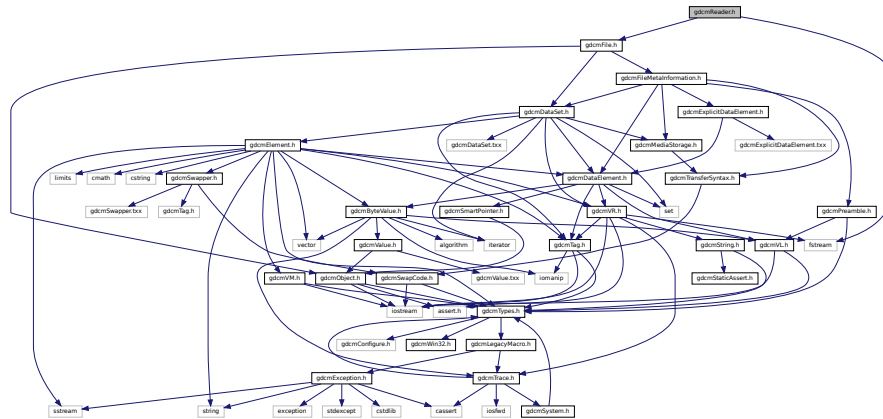 gdcmReader.h
gdcmFile.h
gdcmFileMetaInformation.h
gdcmDataSet.h
gdcmExplicitDataElement.h
gdcmElement.h
gdcmDataSet.txx
gdcmMediaStorage.h
gdcmExplicitDataElement.txx
limits
cmath
cstring
gdcmSwapper.h
gdcmDataElement.h
gdcmTransferSyntax.h
gdcmSwapper.txx
gdcmTag.h
gdcmByteValue.h
gdcmSmartPointer.h
gdcmVR.h
set
gdcmPreamble.h
vector
gdcmValue.h
algorithm
iterator
gdcmTag.h
gdcmString.h
gdcmVL.h
fstream
gdcmVM.h
gdcmObject.h
gdcmSwapCode.h
gdcmValue.txx
iomanip
gdcmStaticAssert.h
iostream
assert.h
gdcmTypes.h
gdcmConfigure.h
gdcmWin32.h
gdcmLegacyMacro.h
gdcmException.h
gdcmTrace.h
sstream
string
exception
stdexcept
cstdlib
cassert
iosfwd
gdcmSystem.h